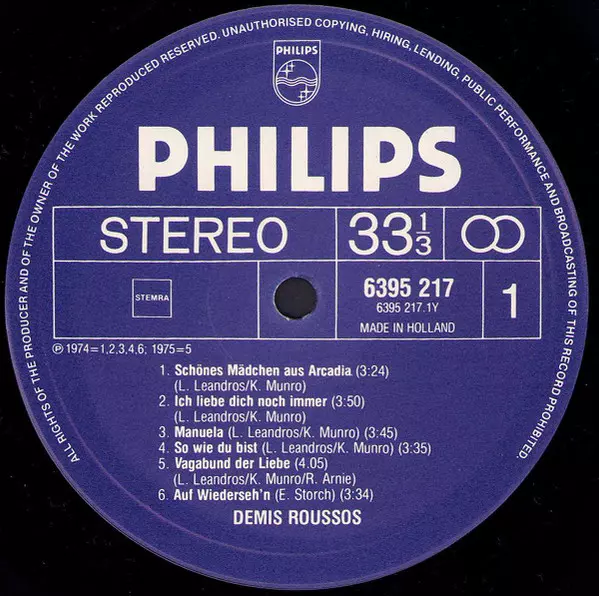 ALL RIGHTS OF THE PRODUCER AND OF THE OWNER OF THE WORK REPRODUCED RESERVED. UNAUTHORISED COPYING, HIRING, LENDING, PUBLIC PERFORMANCE AND BROADCASTING OF THIS RECORD PROHIBITED.
PHILIPS
PHILIPS
STEREO 33 1/3
STEMRA
6395 217
6395 217.1Y
MADE IN HOLLAND
1
℗ 1974=1,2,3,4,6; 1975=5
1. Schönes Mädchen aus Arcadia (3:24)
(L. Leandros/K. Munro)
2. Ich liebe dich noch immer (3:50)
(L. Leandros/K. Munro)
3. Manuela (L. Leandros/K. Munro) (3:45)
4. So wie du bist (L. Leandros/K. Munro) (3:35)
5. Vagabund der Liebe (4.05)
(L. Leandros/K. Munro/R. Arnie)
6. Auf Wiederseh'n (E. Storch) (3:34)
DEMIS ROUSSOS